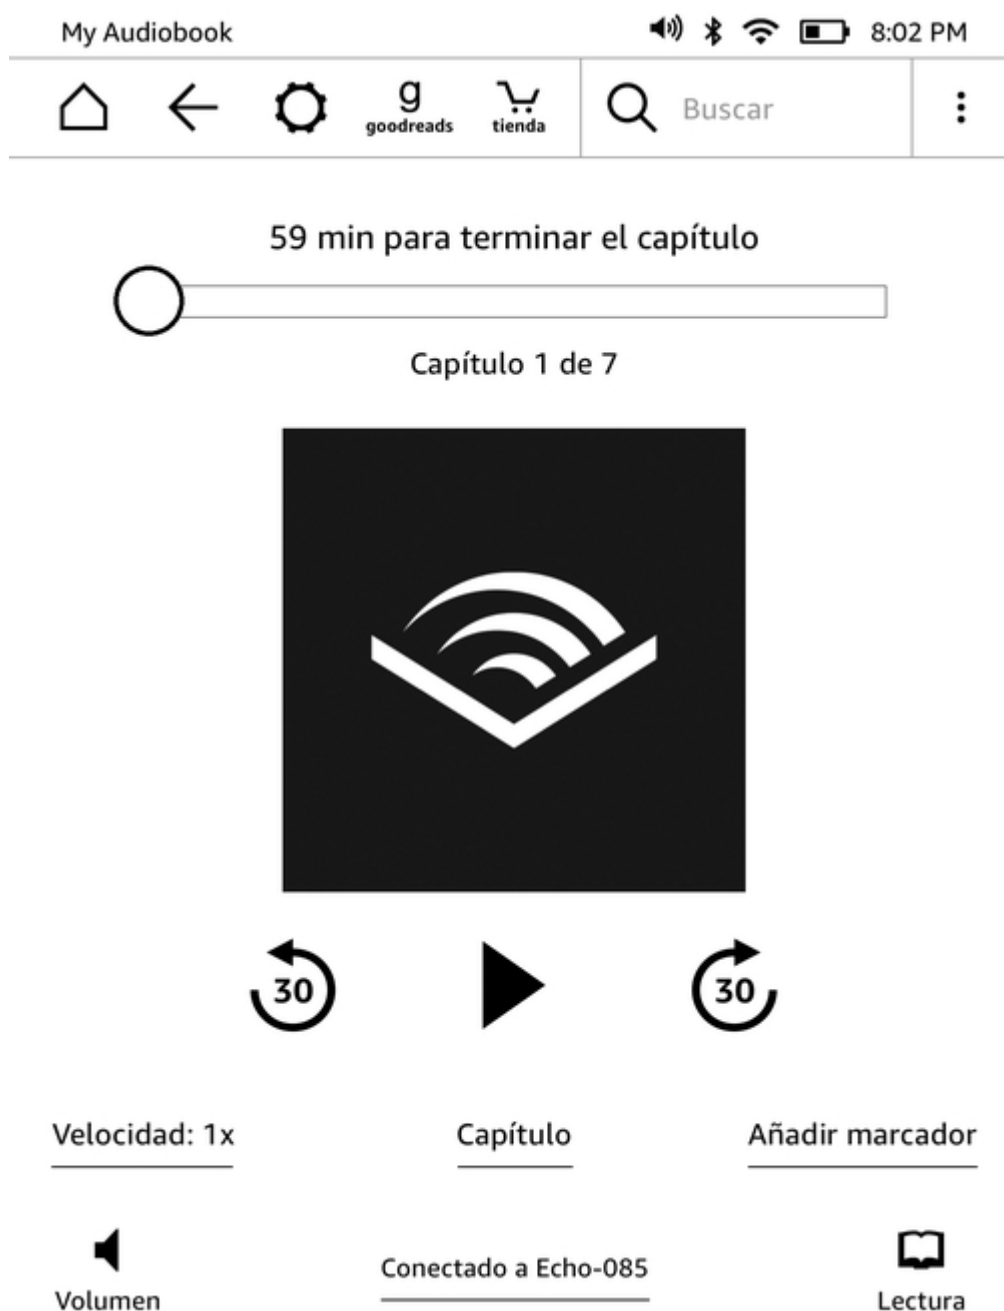 My Audiobook 8:02 PM
g
goodreads
tienda
Buscar
59 min para terminar el capítulo
Capítulo 1 de 7
30
30
Velocidad: 1x
Capítulo
Añadir marcador
Volumen
Conectado a Echo-085
Lectura